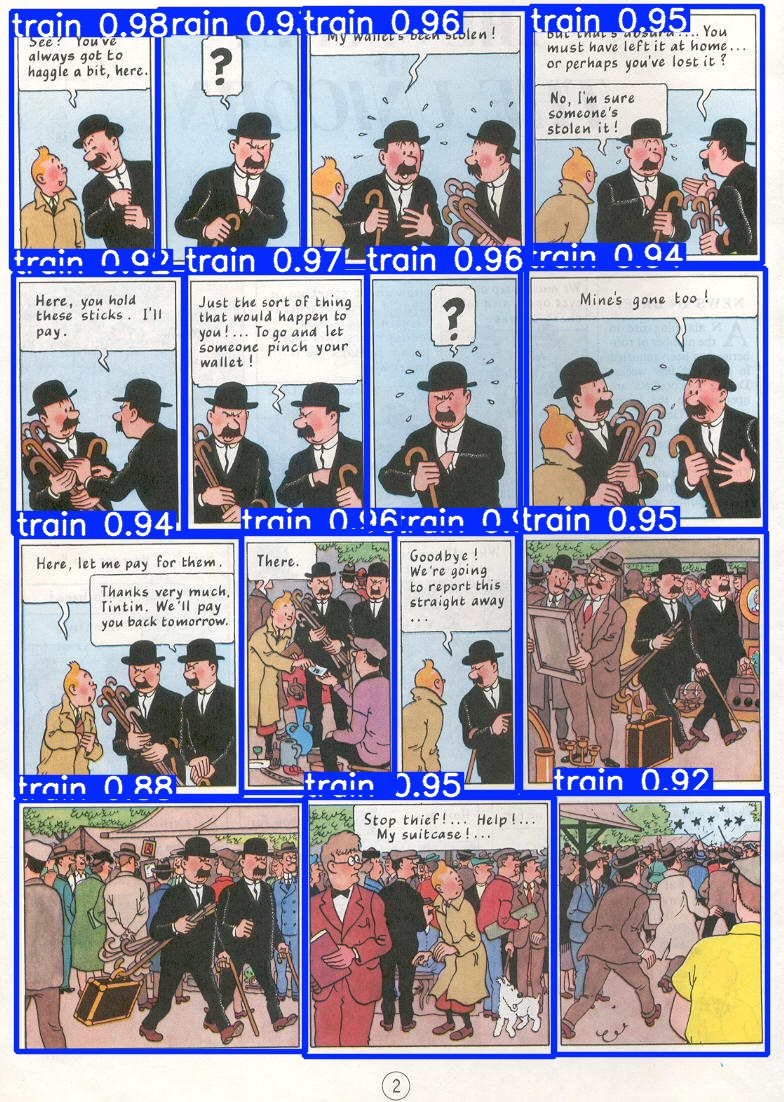 train 0.98
train 0.9
train 0.96
train 0.95
See? You've
always got to
haggle a bit, here.
?
My wallet's been stolen!
But that's absurd.... You
must have left it at home...
or perhaps you've lost it?
No, I'm sure
someone's
stolen it!
train 0.92
train 0.97
train 0.96
train 0.94
Here, you hold
these sticks. I'll
pay.
Just the sort of thing
that would happen to
you!... To go and let
someone pinch your
wallet!
?
Mine's gone too!
train 0.94
train 0.96
train 0.9
train 0.95
Here, let me pay for them.
Thanks very much,
Tintin. We'll pay
you back tomorrow.
There.
Goodbye!
We're going
to report this
straight away
...
train 0.88
train 0.95
train 0.92
Stop thief!... Help!...
My suitcase!...
2